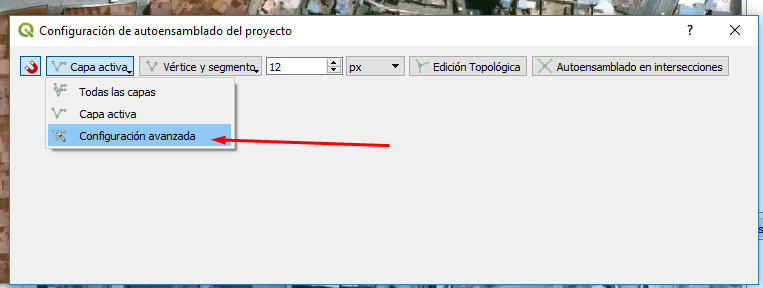 Configuración de autoensamblado del proyecto
Capa activa Vértice y segmento 12 px Edición Topológica Autoensamblado en intersecciones
Todas las capas
Capa activa
Configuración avanzada